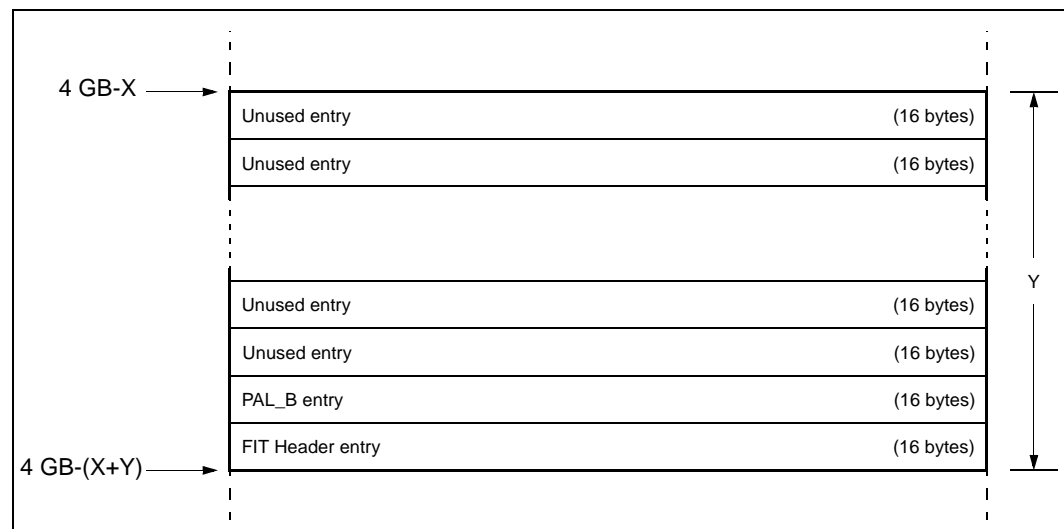 4 GB-X
Unused entry (16 bytes)
Unused entry (16 bytes)
Y
Unused entry (16 bytes)
Unused entry (16 bytes)
PAL_B entry (16 bytes)
FIT Header entry (16 bytes)
4 GB-(X+Y)